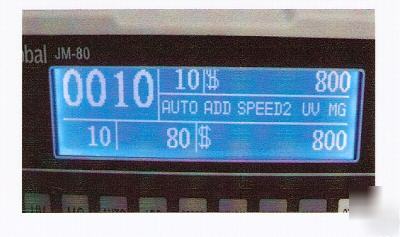 obal JM-80
0010 10 $ 800
AUTO ADD SPEED2 UV MG
10 80 $ 800